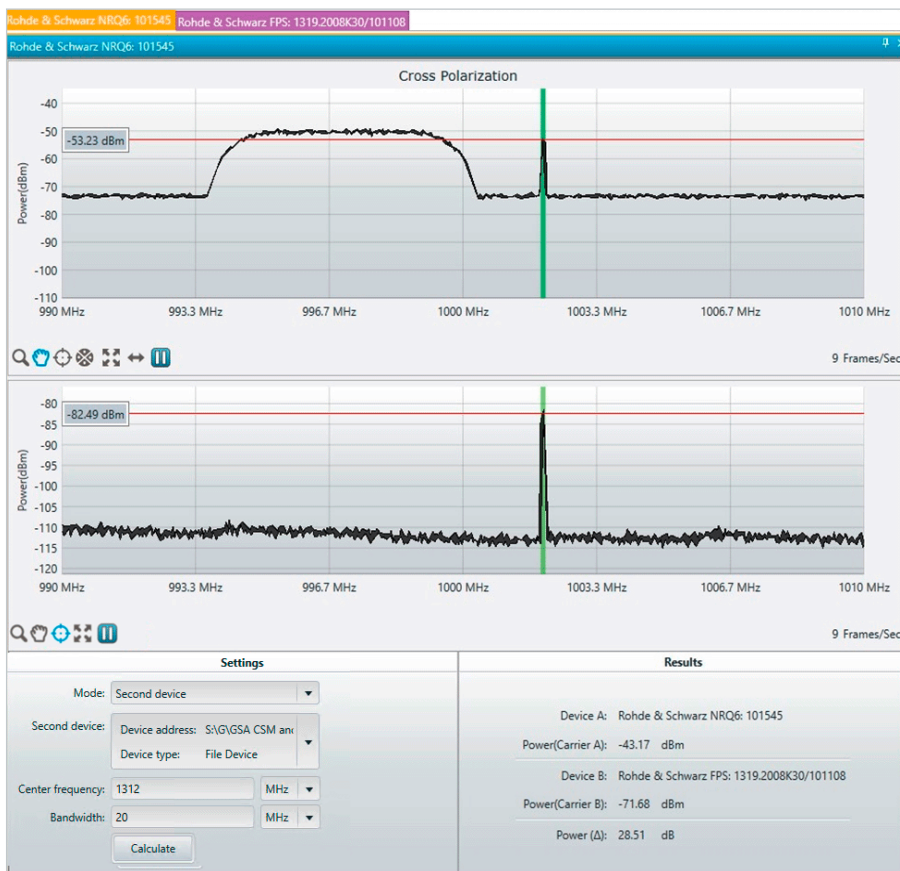 Rohde & Schwarz NRQ6: 101545 Rohde & Schwarz FPS: 1319.2008K30/101108
Rohde & Schwarz NRQ6: 101545
Cross Polarization
Power(dBm)
-40
-50
-53.23 dBm
-60
-70
-80
-90
-100
-110
990 MHz 993.3 MHz 996.7 MHz 1000 MHz 1003.3 MHz 1006.7 MHz 1010 MHz
9 Frames/Sec
Power(dBm)
-80
-82.49 dBm
-85
-90
-95
-100
-105
-110
-115
-120
990 MHz 993.3 MHz 996.7 MHz 1000 MHz 1003.3 MHz 1006.7 MHz 1010 MHz
9 Frames/Sec
Settings
Mode: Second device
Second device: Device address: S:\G\GSA CSM and
Device type: File Device
Center frequency: 1312 MHz
Bandwidth: 20 MHz
Calculate
Results
Device A: Rohde & Schwarz NRQ6: 101545
Power(Carrier A): -43.17 dBm
Device B: Rohde & Schwarz FPS: 1319.2008K30/101108
Power(Carrier B): -71.68 dBm
Power (Δ): 28.51 dB